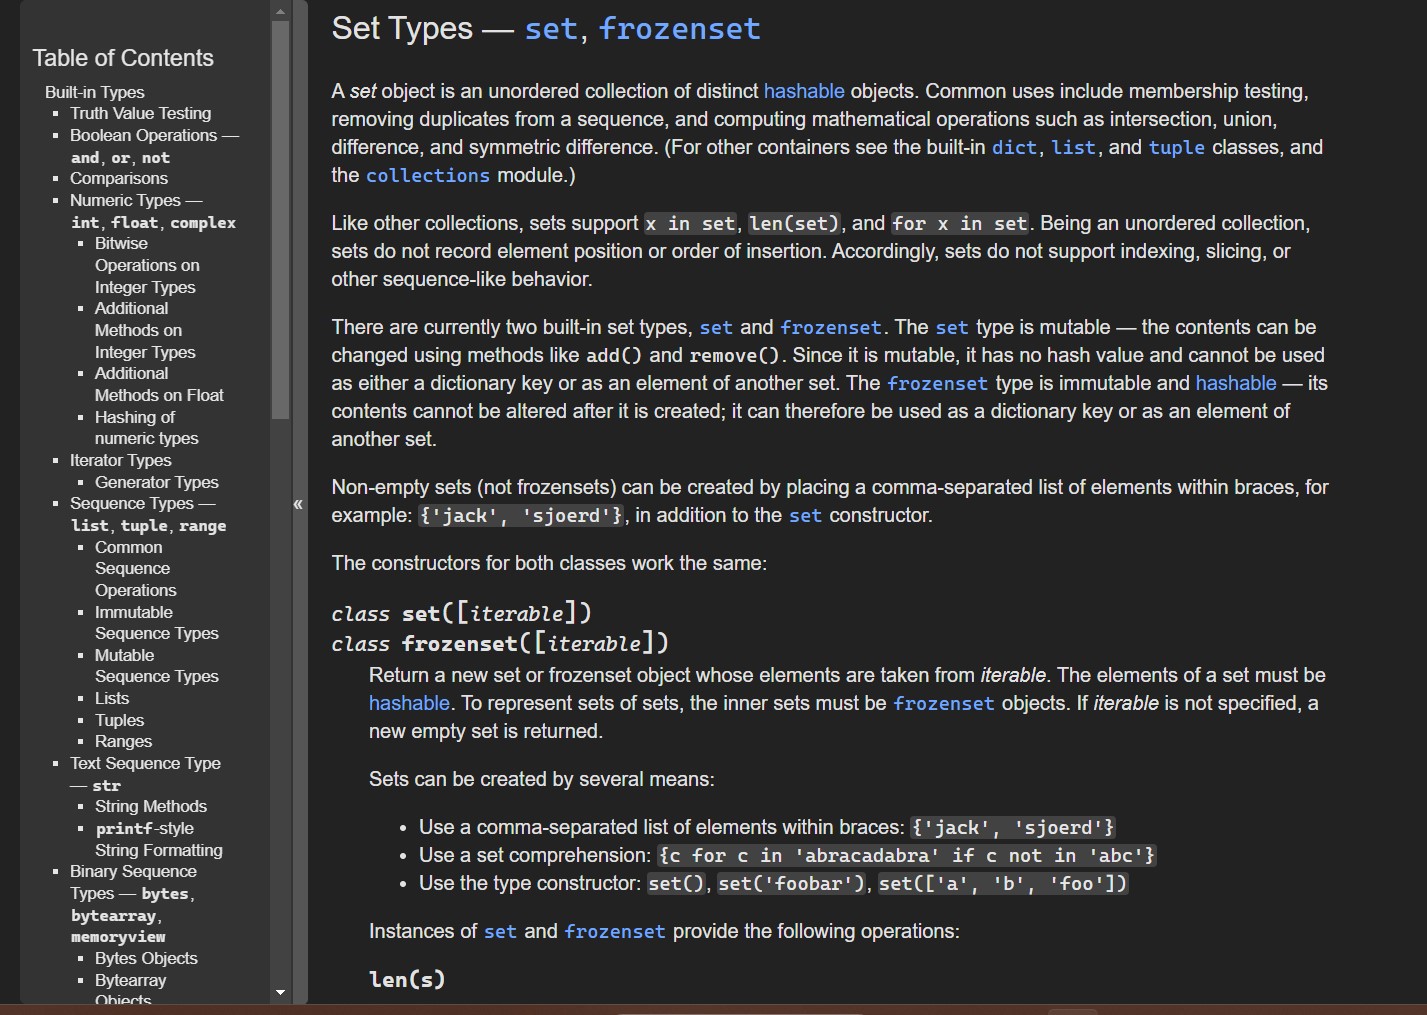 Table of Contents
Built-in Types
Truth Value Testing
Boolean Operations —
and, or, not
Comparisons
Numeric Types —
int, float, complex
Bitwise
Operations on
Integer Types
Additional
Methods on
Integer Types
Additional
Methods on Float
Hashing of
numeric types
Iterator Types
Generator Types
Sequence Types —
list, tuple, range
Common
Sequence
Operations
Immutable
Sequence Types
Mutable
Sequence Types
Lists
Tuples
Ranges
Text Sequence Type
— str
String Methods
printf-style
String Formatting
Binary Sequence
Types — bytes,
bytearray,
memoryview
Bytes Objects
Bytearray
Objects
«
Set Types — set, frozenset
A set object is an unordered collection of distinct hashable objects. Common uses include membership testing,
removing duplicates from a sequence, and computing mathematical operations such as intersection, union,
difference, and symmetric difference. (For other containers see the built-in dict, list, and tuple classes, and
the collections module.)
Like other collections, sets support x in set, len(set), and for x in set. Being an unordered collection,
sets do not record element position or order of insertion. Accordingly, sets do not support indexing, slicing, or
other sequence-like behavior.
There are currently two built-in set types, set and frozenset. The set type is mutable — the contents can be
changed using methods like add() and remove(). Since it is mutable, it has no hash value and cannot be used
as either a dictionary key or as an element of another set. The frozenset type is immutable and hashable — its
contents cannot be altered after it is created; it can therefore be used as a dictionary key or as an element of
another set.
Non-empty sets (not frozensets) can be created by placing a comma-separated list of elements within braces, for
example: {'jack', 'sjoerd'}, in addition to the set constructor.
The constructors for both classes work the same:
class set([iterable])
class frozenset([iterable])
Return a new set or frozenset object whose elements are taken from iterable. The elements of a set must be
hashable. To represent sets of sets, the inner sets must be frozenset objects. If iterable is not specified, a
new empty set is returned.
Sets can be created by several means:
• Use a comma-separated list of elements within braces: {'jack', 'sjoerd'}
• Use a set comprehension: {c for c in 'abracadabra' if c not in 'abc'}
• Use the type constructor: set(), set('foobar'), set(['a', 'b', 'foo'])
Instances of set and frozenset provide the following operations:
len(s)